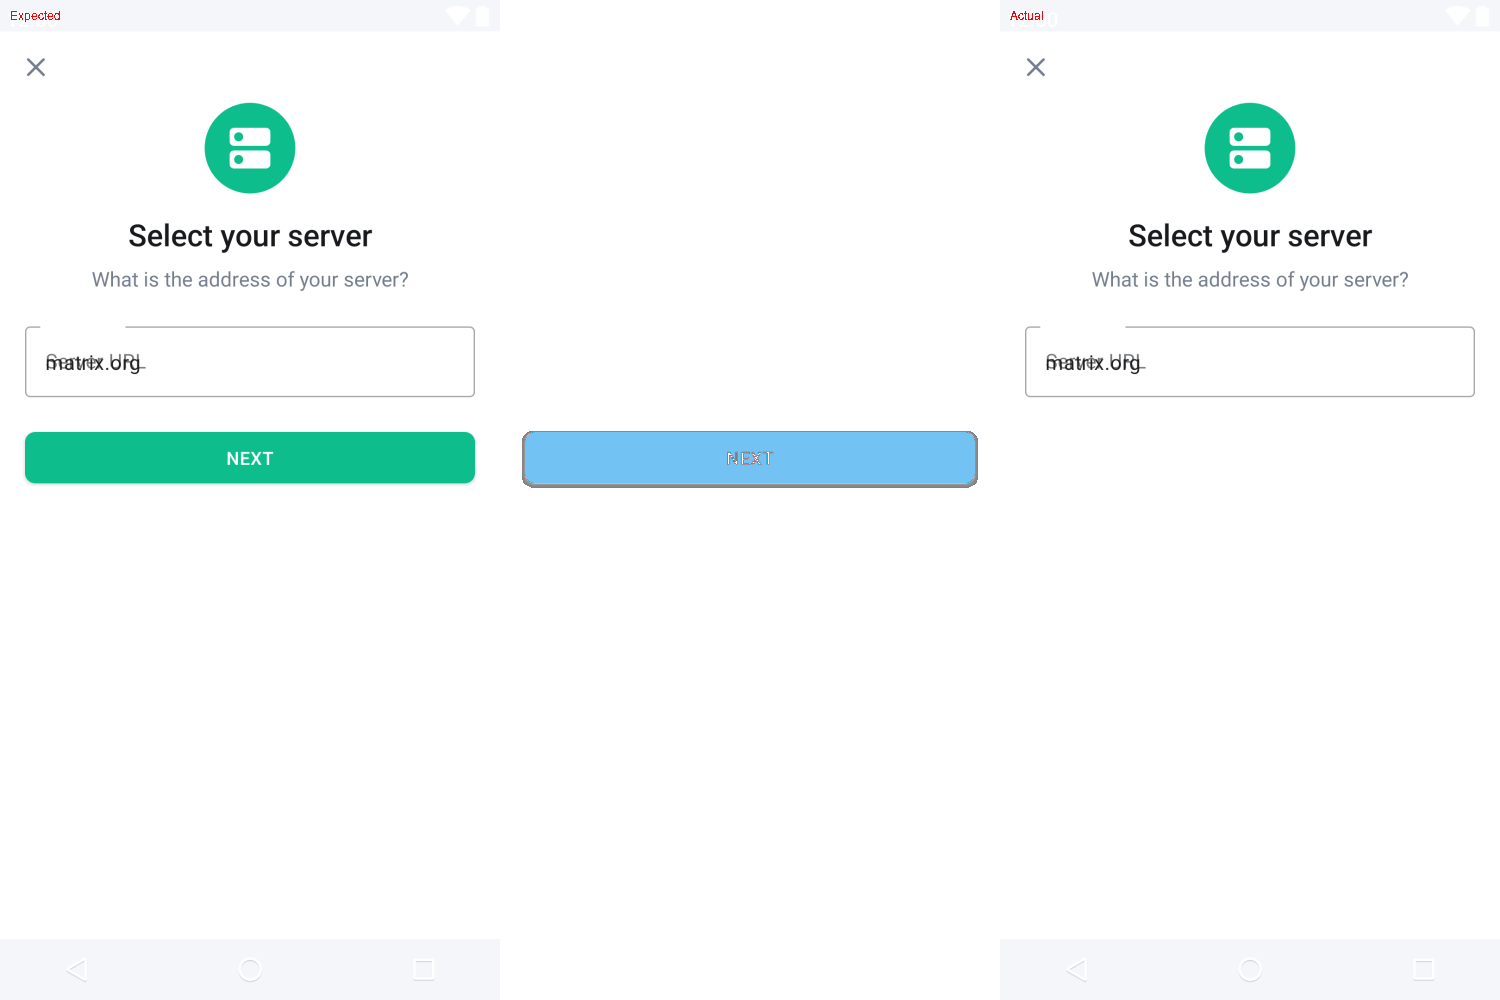 Expected
Select your server
What is the address of your server?
Server URL
matrix.org
NEXT
NEXT
Actual
Select your server
What is the address of your server?
Server URL
matrix.org